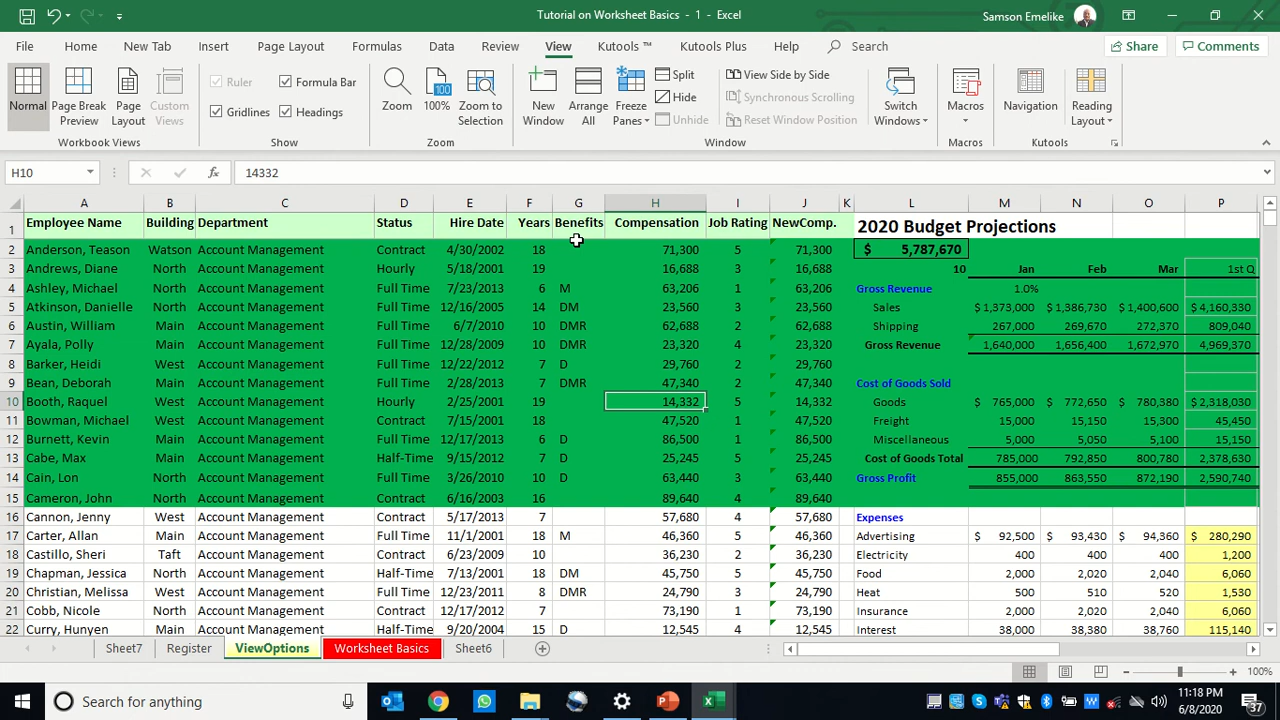 Tutorial on Worksheet Basics - 1 - Excel
Samson Emelike
File Home New Tab Insert Page Layout Formulas Data Review View Kutools ™ Kutools Plus Help Search Share Comments
Normal Page Break Preview Page Layout Custom Views
Ruler Formula Bar
Gridlines Headings
Zoom 100% Zoom to Selection
New Window Arrange All Freeze Panes
Split
Hide
Unhide
View Side by Side
Synchronous Scrolling
Reset Window Position
Switch Windows
Macros
Navigation Reading Layout
Workbook Views Show Zoom Window Macros Kutools
H10 fx 14332
A B C D E F G H I J K L M N O P
1 Employee Name Building Department Status Hire Date Years Benefits Compensation Job Rating NewComp. 2020 Budget Projections
2 Anderson, Teason Watson Account Management Contract 4/30/2002 18 71,300 5 71,300 $ 5,787,670
3 Andrews, Diane North Account Management Hourly 5/18/2001 19 16,688 3 16,688 10 Jan Feb Mar 1st Q
4 Ashley, Michael North Account Management Full Time 7/23/2013 6 M 63,206 1 63,206 Gross Revenue 1.0%
5 Atkinson, Danielle North Account Management Full Time 12/16/2005 14 DM 23,560 3 23,560 Sales $ 1,373,000 $ 1,386,730 $ 1,400,600 $ 4,160,330
6 Austin, William Main Account Management Full Time 6/7/2010 10 DMR 62,688 2 62,688 Shipping 267,000 269,670 272,370 809,040
7 Ayala, Polly Main Account Management Full Time 12/28/2009 10 DMR 23,320 4 23,320 Gross Revenue 1,640,000 1,656,400 1,672,970 4,969,370
8 Barker, Heidi West Account Management Full Time 12/22/2012 7 D 29,760 2 29,760
9 Bean, Deborah Main Account Management Full Time 2/28/2013 7 DMR 47,340 2 47,340 Cost of Goods Sold
10 Booth, Raquel West Account Management Hourly 2/25/2001 19 14,332 5 14,332 Goods $ 765,000 $ 772,650 $ 780,380 $ 2,318,030
11 Bowman, Michael West Account Management Contract 7/15/2001 18 47,520 1 47,520 Freight 15,000 15,150 15,300 45,450
12 Burnett, Kevin Main Account Management Full Time 12/17/2013 6 D 86,500 1 86,500 Miscellaneous 5,000 5,050 5,100 15,150
13 Cabe, Max West Account Management Half-Time 9/15/2012 7 D 25,245 5 25,245 Cost of Goods Total 785,000 792,850 800,780 2,378,630
14 Cain, Lon North Account Management Full Time 3/26/2010 10 D 63,440 3 63,440 Gross Profit 855,000 863,550 872,190 2,590,740
15 Cameron, John North Account Management Contract 6/16/2003 16 89,640 4 89,640
16 Cannon, Jenny West Account Management Contract 5/17/2013 7 57,680 4 57,680 Expenses
17 Carter, Allan Main Account Management Full Time 11/1/2001 18 M 46,360 5 46,360 Advertising $ 92,500 $ 93,430 $ 94,360 $ 280,290
18 Castillo, Sheri Taft Account Management Full Time 6/23/2009 10 36,230 2 36,230 Electricity 400 400 400 1,200
19 Chapman, Jessica North Account Management Half-Time 7/13/2001 18 DM 45,750 5 45,750 Food 2,000 2,020 2,040 6,060
20 Christian, Melissa West Account Management Full Time 12/23/2011 8 DMR 24,790 3 24,790 Heat 500 510 520 1,530
21 Cobb, Nicole North Account Management Contract 12/17/2012 7 73,190 1 73,190 Insurance 2,000 2,020 2,040 6,060
22 Curry, Hunyen Main Account Management Half-Time 9/20/2004 15 D 12,545 4 12,545 Interest 38,000 38,380 38,760 115,140
Sheet7 Register ViewOptions Worksheet Basics Sheet6
100%
Search for anything
11:18 PM
6/8/2020
37